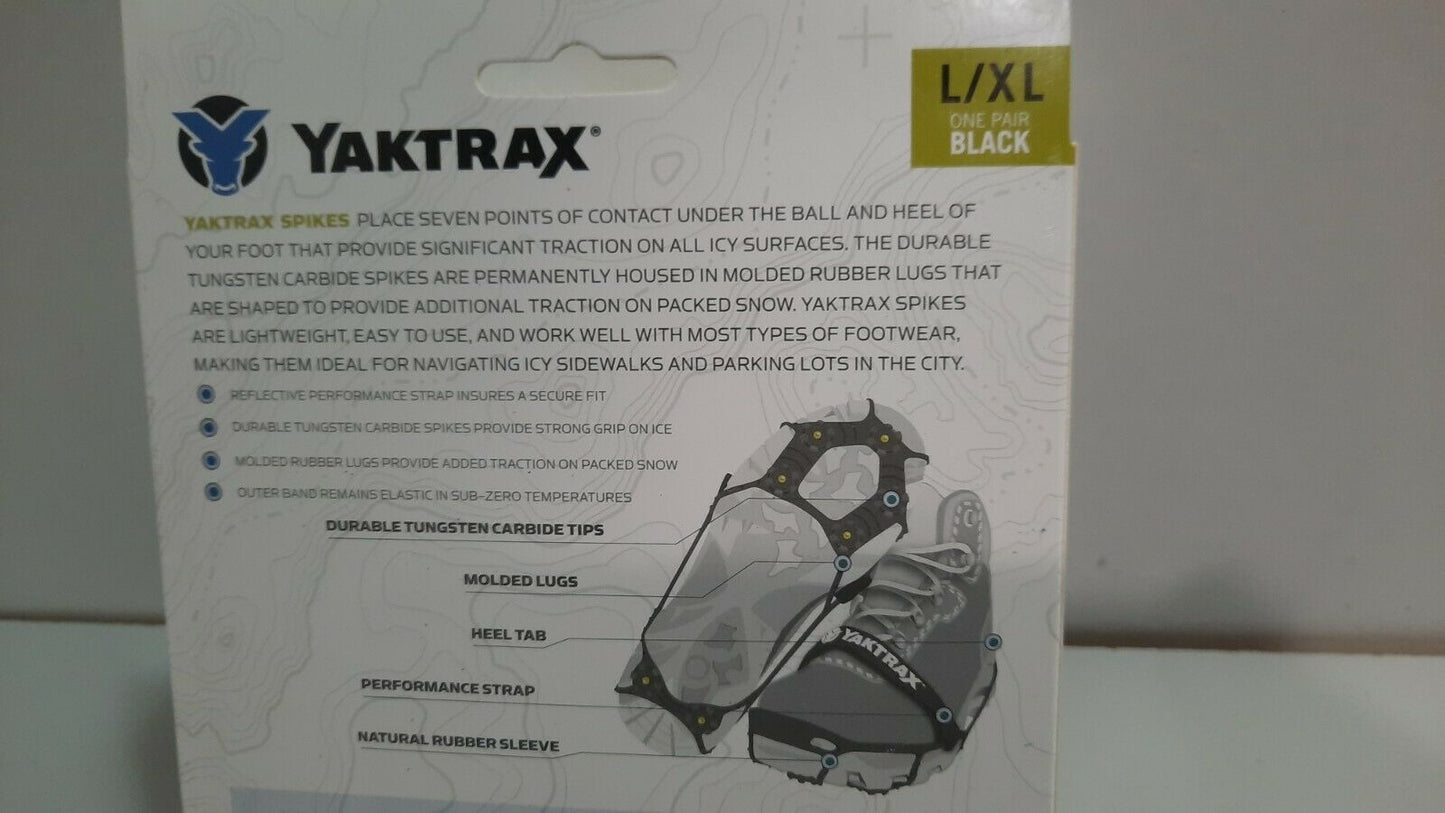 L/XL
ONE PAIR
BLACK
YAKTRAX®
YAKTRAX SPIKES PLACE SEVEN POINTS OF CONTACT UNDER THE BALL AND HEEL OF
YOUR FOOT THAT PROVIDE SIGNIFICANT TRACTION ON ALL ICY SURFACES. THE DURABLE
TUNGSTEN CARBIDE SPIKES ARE PERMANENTLY HOUSED IN MOLDED RUBBER LUGS THAT
ARE SHAPED TO PROVIDE ADDITIONAL TRACTION ON PACKED SNOW. YAKTRAX SPIKES
ARE LIGHTWEIGHT, EASY TO USE, AND WORK WELL WITH MOST TYPES OF FOOTWEAR,
MAKING THEM IDEAL FOR NAVIGATING ICY SIDEWALKS AND PARKING LOTS IN THE CITY.
REFLECTIVE PERFORMANCE STRAP INSURES A SECURE FIT
DURABLE TUNGSTEN CARBIDE SPIKES PROVIDE STRONG GRIP ON ICE
MOLDED RUBBER LUGS PROVIDE ADDED TRACTION ON PACKED SNOW
OUTER BAND REMAINS ELASTIC IN SUB-ZERO TEMPERATURES
DURABLE TUNGSTEN CARBIDE TIPS
MOLDED LUGS
HEEL TAB
PERFORMANCE STRAP
NATURAL RUBBER SLEEVE
YAKTRAX